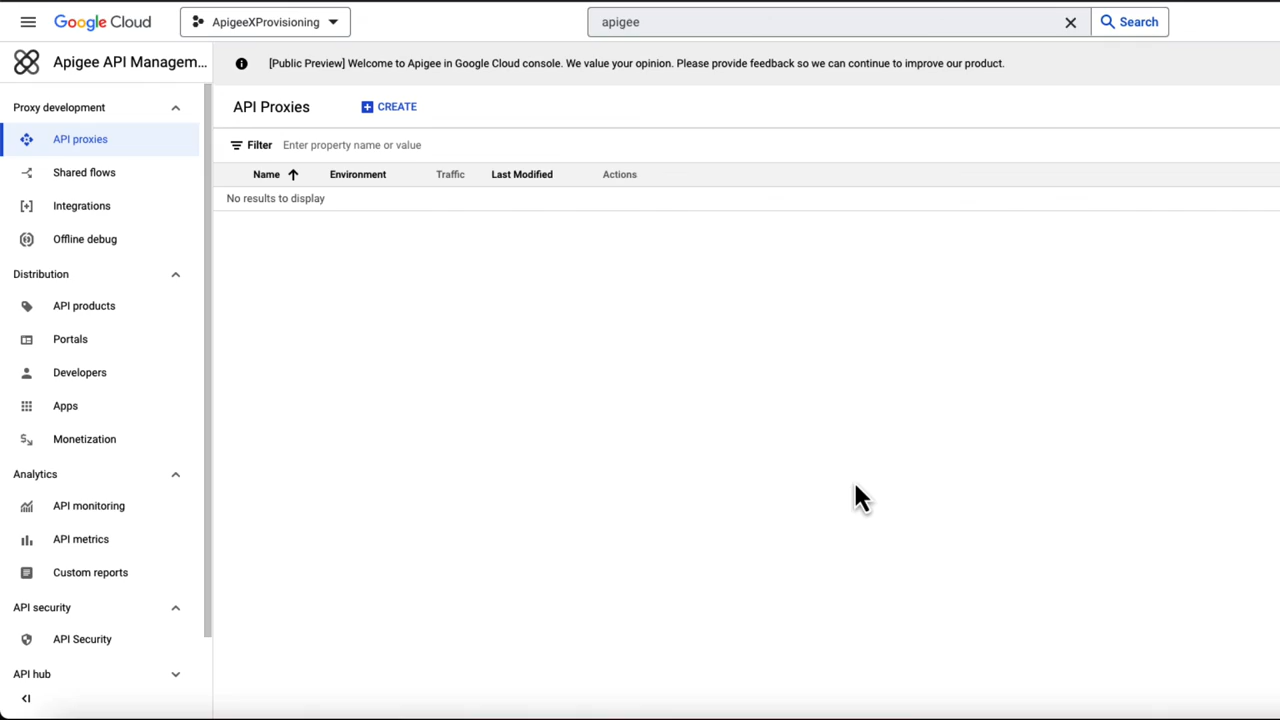 Google Cloud
ApigeeXProvisioning
apigee
Search
Apigee API Managem...
[Public Preview] Welcome to Apigee in Google Cloud console. We value your opinion. Please provide feedback so we can continue to improve our product.
Proxy development
API proxies
Shared flows
Integrations
Offline debug
Distribution
API products
Portals
Developers
Apps
Monetization
Analytics
API monitoring
API metrics
Custom reports
API security
API Security
API hub
API Proxies
CREATE
Filter Enter property name or value
Name Environment Traffic Last Modified Actions
No results to display